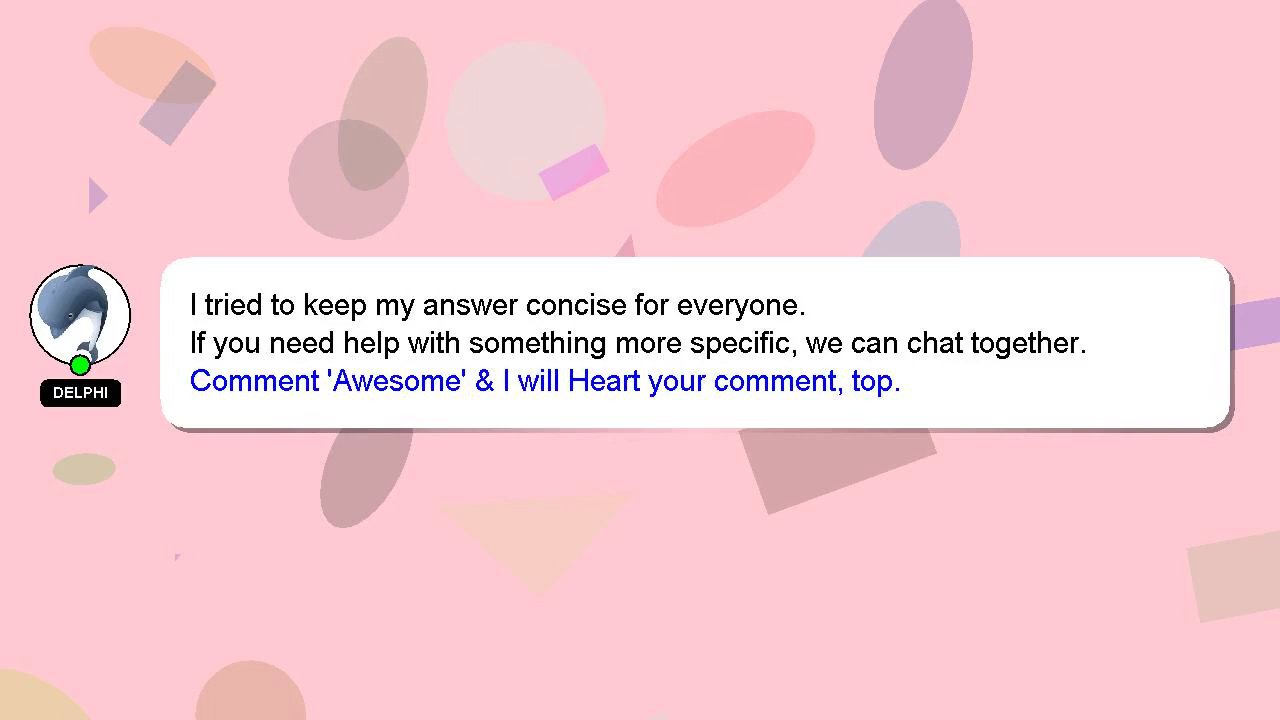 I tried to keep my answer concise for everyone.
If you need help with something more specific, we can chat together.
Comment 'Awesome' & I will Heart your comment, top.
DELPHI